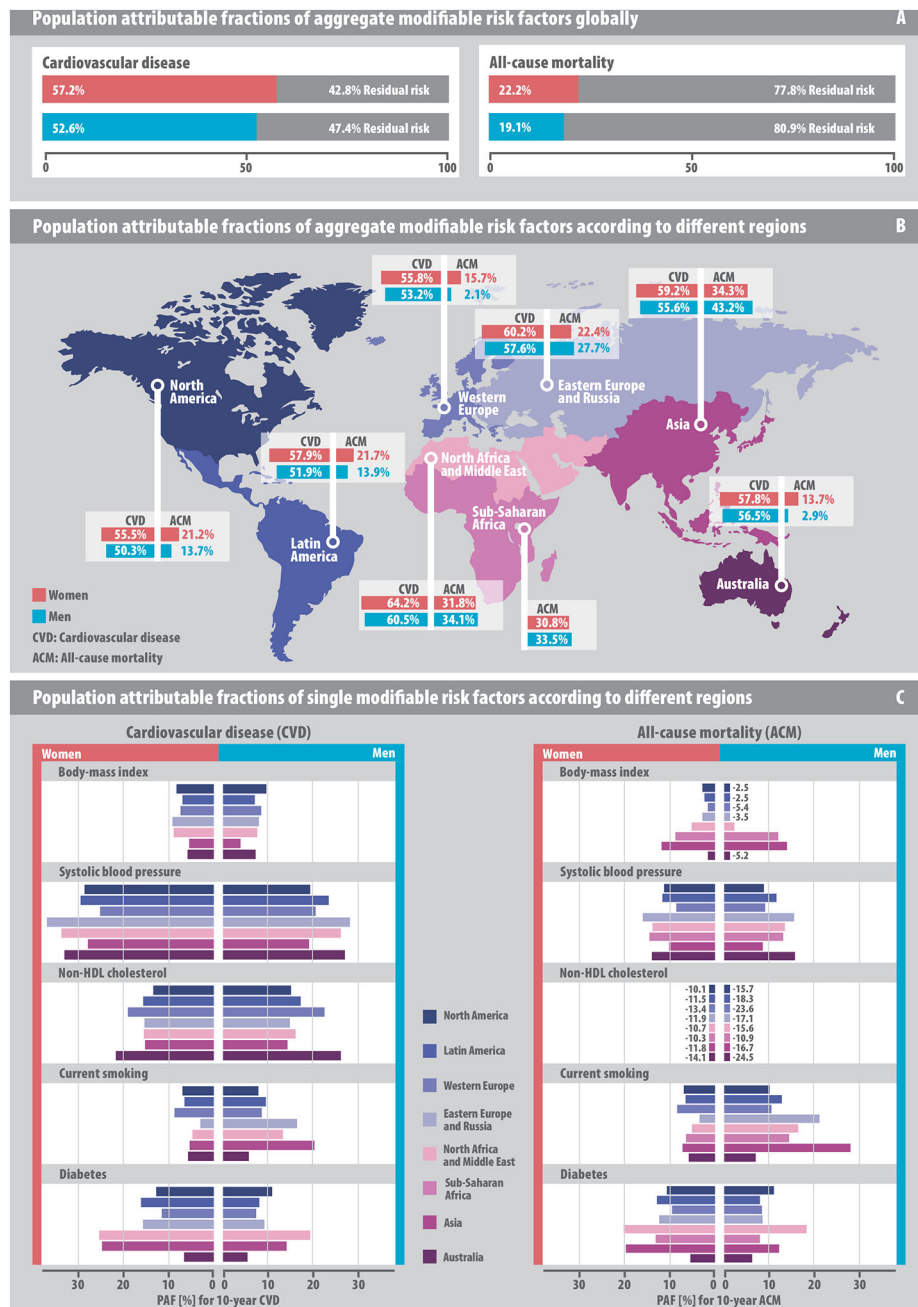 Population attributable fractions of aggregate modifiable risk factors globally A
Cardiovascular disease
57.2% 42.8% Residual risk
52.6% 47.4% Residual risk
0 50 100
All-cause mortality
22.2% 77.8% Residual risk
19.1% 80.9% Residual risk
0 50 100
Population attributable fractions of aggregate modifiable risk factors according to different regions B
CVD ACM
55.8% 15.7%
53.2% 2.1%
Western
Europe
CVD ACM
60.2% 22.4%
57.6% 27.7%
Eastern Europe
and Russia
CVD ACM
59.2% 34.3%
55.6% 43.2%
Asia
North
America
CVD ACM
55.5% 21.2%
50.3% 13.7%
CVD ACM
57.9% 21.7%
51.9% 13.9%
Latin
America
North Africa
and Middle East
CVD ACM
64.2% 31.8%
60.5% 34.1%
Sub-Saharan
Africa
ACM
30.8%
33.5%
CVD ACM
57.8% 13.7%
56.5% 2.9%
Australia
Women
Men
CVD: Cardiovascular disease
ACM: All-cause mortality
Population attributable fractions of single modifiable risk factors according to different regions C
Cardiovascular disease (CVD)
Women Men
Body-mass index
Systolic blood pressure
Non-HDL cholesterol
Current smoking
Diabetes
30 20 10 0 0 10 20 30
PAF [%] for 10-year CVD
North America
Latin America
Western Europe
Eastern Europe
and Russia
North Africa
and Middle East
Sub-Saharan
Africa
Asia
Australia
All-cause mortality (ACM)
Women Men
Body-mass index
-2.5
-2.5
-5.4
-3.5
-5.2
Systolic blood pressure
Non-HDL cholesterol
-10.1 -15.7
-11.5 -18.3
-13.4 -23.6
-11.9 -17.1
-10.7 -15.6
-10.3 -10.9
-11.8 -16.7
-14.1 -24.5
Current smoking
Diabetes
30 20 10 0 0 10 20 30
PAF [%] for 10-year ACM